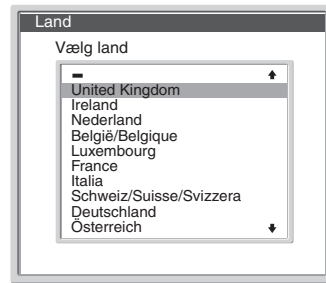 Land
Vælg land
-
United Kingdom
Ireland
Nederland
België/Belgique
Luxembourg
France
Italia
Schweiz/Suisse/Svizzera
Deutschland
Österreich